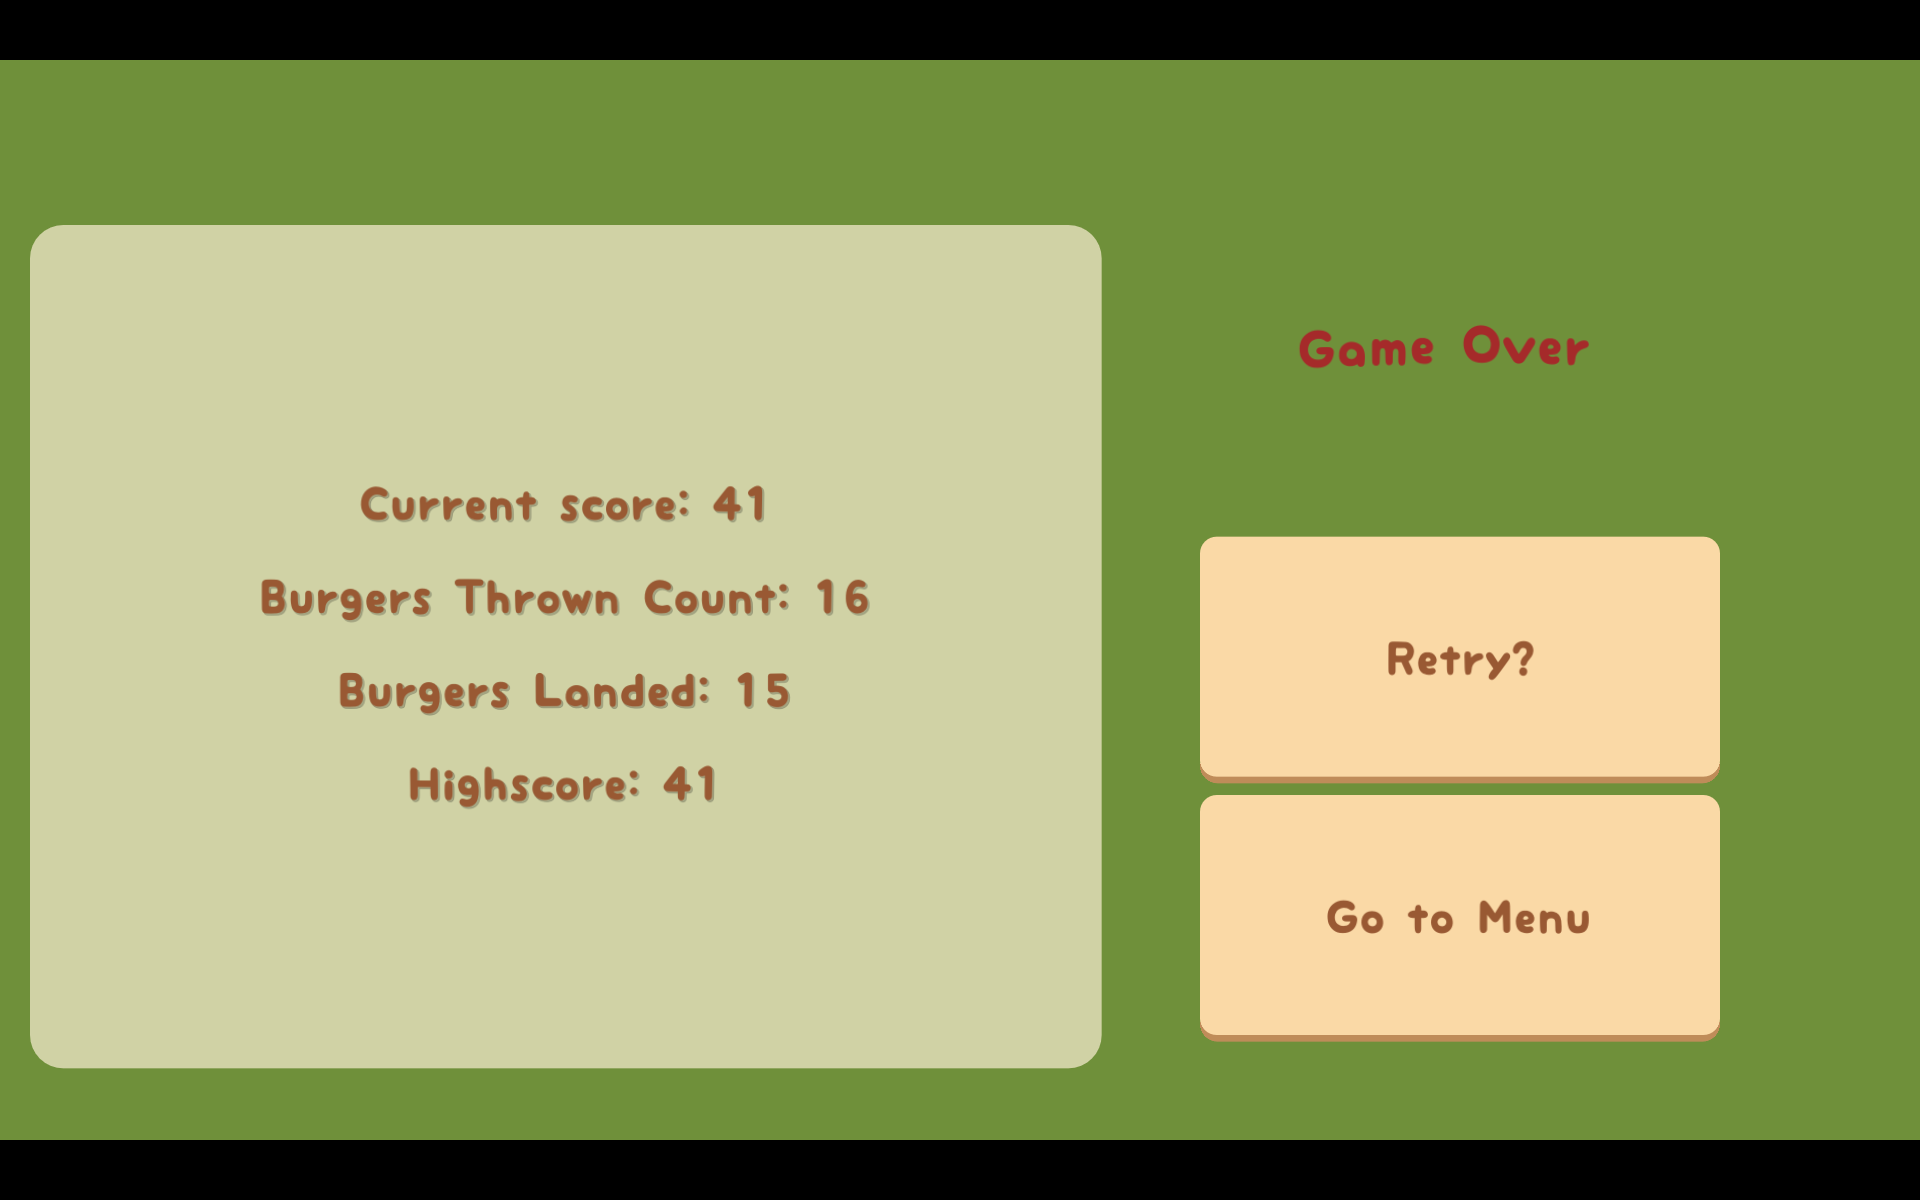 Current score: 41
Burgers Thrown Count: 16
Burgers Landed: 15
Highscore: 41
Game Over
Retry?
Go to Menu